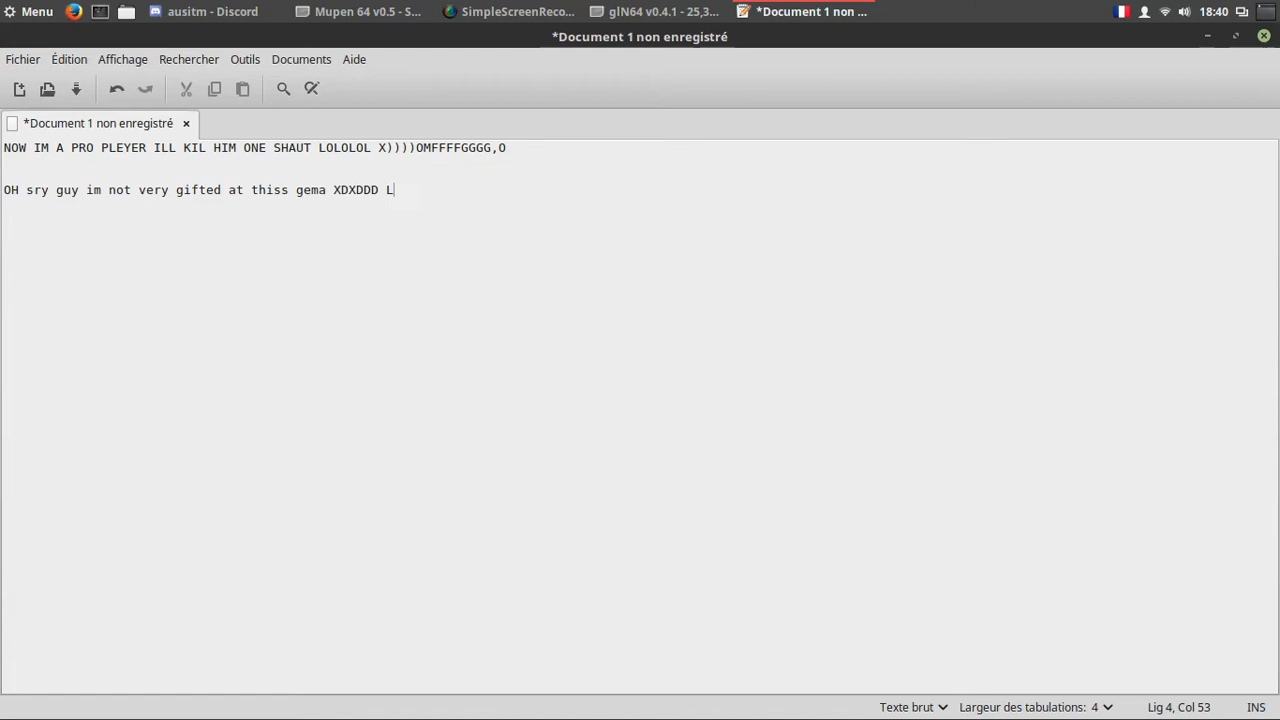 Menu ausitm - Discord Mupen 64 v0.5 - S... SimpleScreenReco... glN64 v0.4.1 - 25,3... *Document 1 non ... 18:40
*Document 1 non enregistré
Fichier Édition Affichage Rechercher Outils Documents Aide
*Document 1 non enregistré ×
NOW IM A PRO PLEYER ILL KIL HIM ONE SHAUT LOLOLOL X))))OMFFFFGGGG,O
OH sry guy im not very gifted at thiss gema XDXDDD L
Texte brut Largeur des tabulations: 4 Lig 4, Col 53 INS